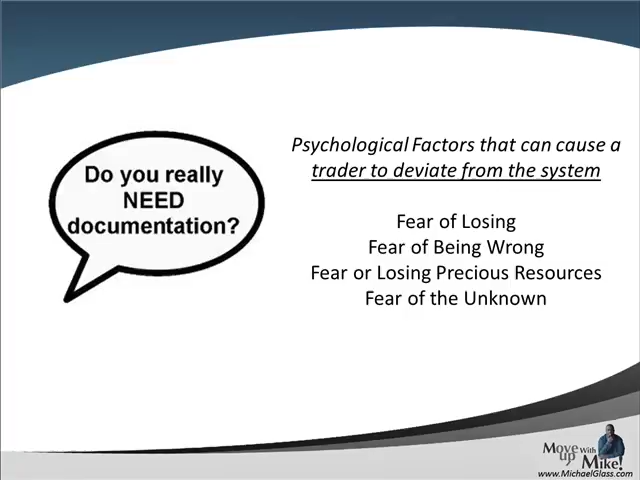 Do you really
NEED
documentation?
Psychological Factors that can cause a
trader to deviate from the system
Fear of Losing
Fear of Being Wrong
Fear or Losing Precious Resources
Fear of the Unknown
Move
up With
Mike!
www.MichaelGlass.com